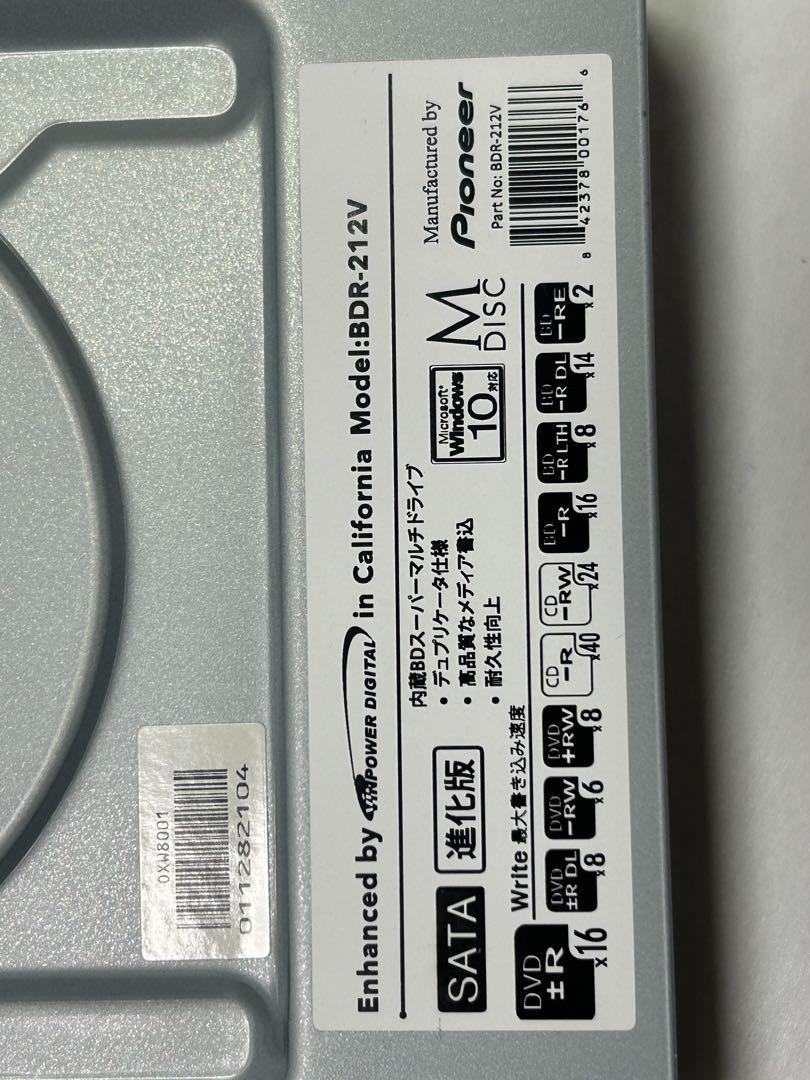 Enhanced by VINPOWER DIGITAL in California Model:BDR-212V
SATA
進化版
内蔵BDスーパーマルチドライブ
• デュプリケータ仕様
• 高品質なメディア書込
• 耐久性向上
Microsoft®
Windows
10 対応
M
DISC
Manufactured by
Pioneer
Part No: BDR-212V
8 42378 00176 6
Write 最大書き込み速度
DVD ±R x16
DVD ±R DL x8
DVD -RW x6
DVD +RW x8
CD -R x40
CD -RW x24
BD -R x16
BD -R LTH x8
BD -R DL x14
BD -RE x2
0XW8001
011282104